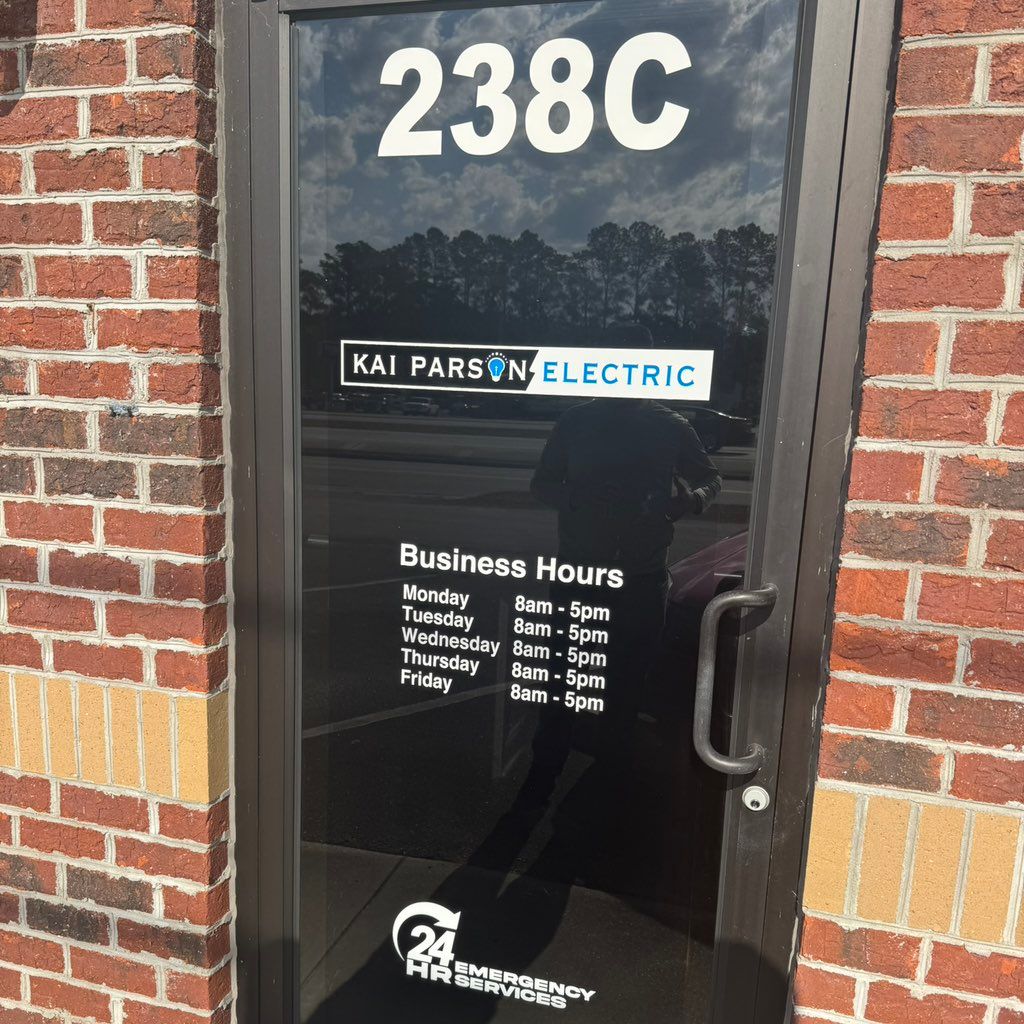 238C
KAI PARSON ELECTRIC
Business Hours
Monday 8am - 5pm
Tuesday 8am - 5pm
Wednesday 8am - 5pm
Thursday 8am - 5pm
Friday 8am - 5pm
24
HR EMERGENCY
SERVICES